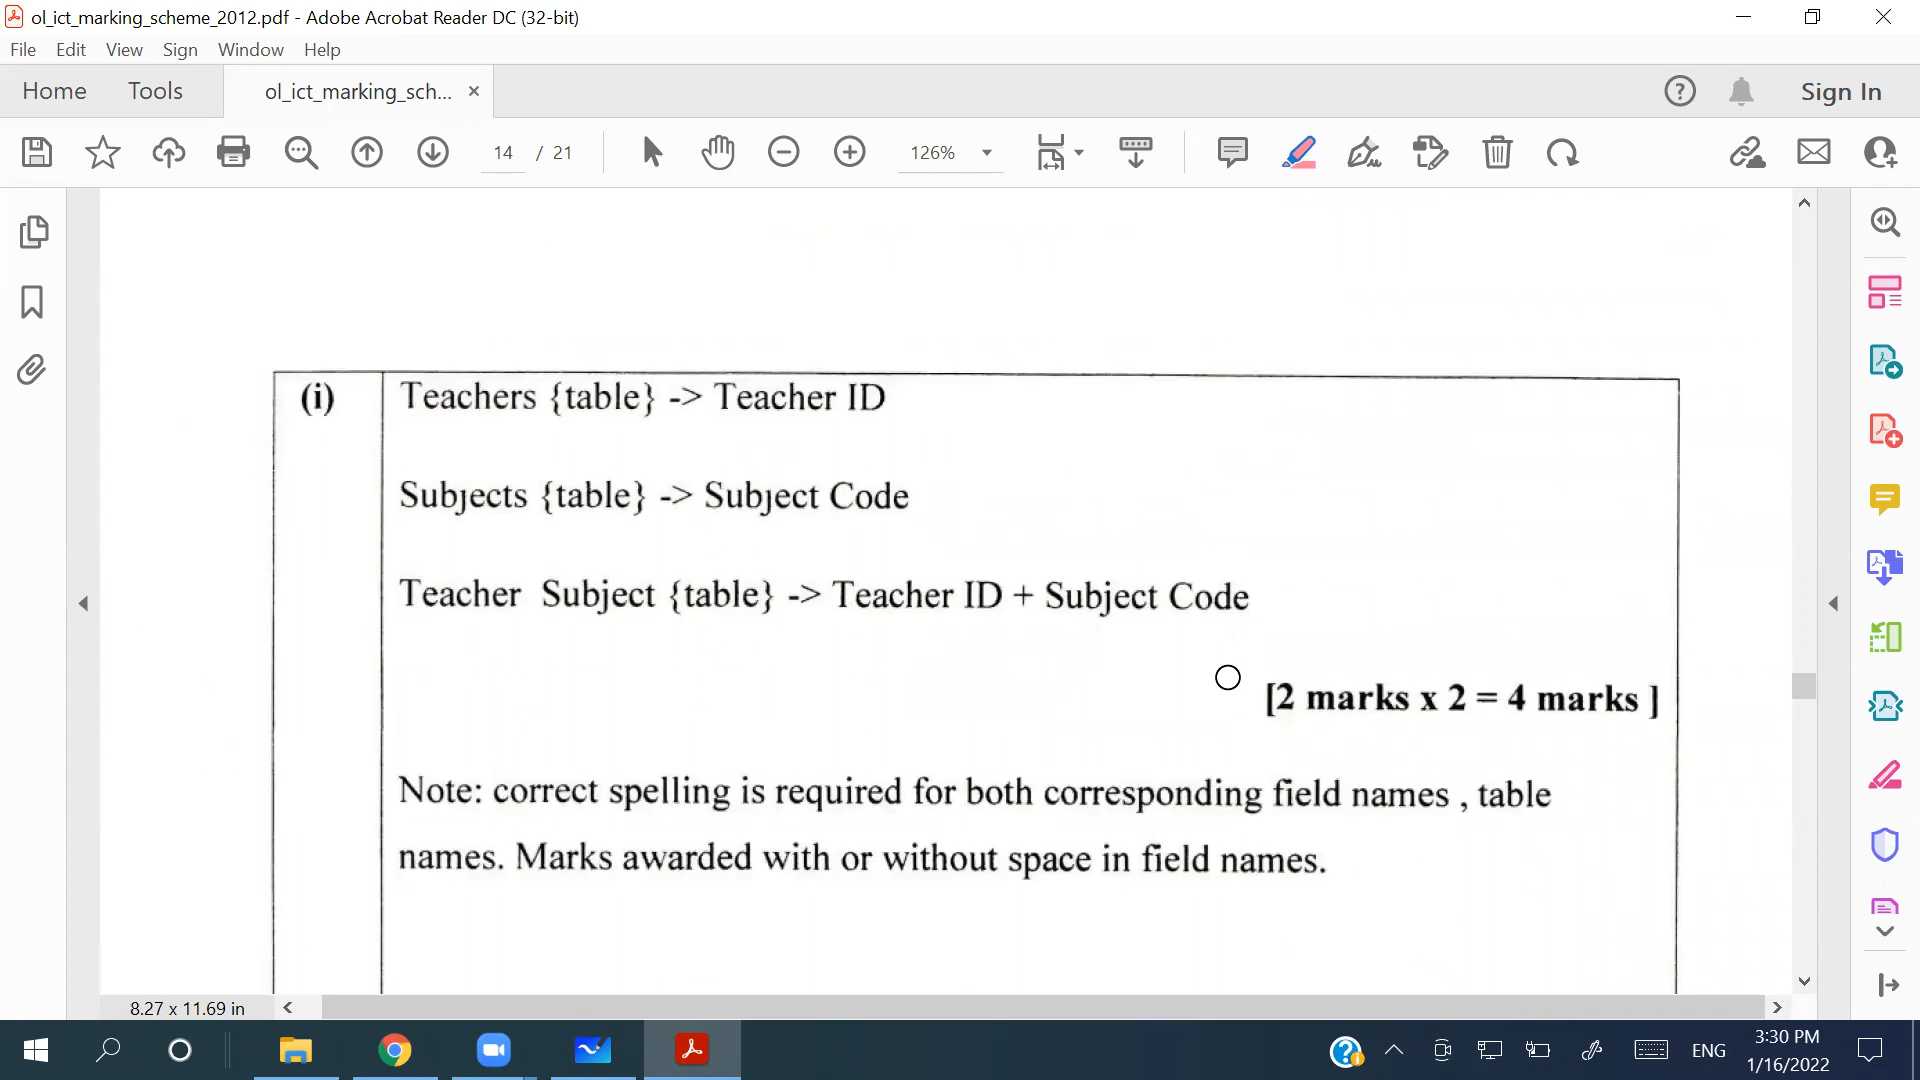 ol_ict_marking_scheme_2012.pdf - Adobe Acrobat Reader DC (32-bit)
File Edit View Sign Window Help
Home Tools ol_ict_marking_sch... × Sign In
14 / 21 126%
(i) Teachers {table} -> Teacher ID
Subjects {table} -> Subject Code
Teacher Subject {table} -> Teacher ID + Subject Code
[2 marks x 2 = 4 marks ]
Note: correct spelling is required for both corresponding field names , table
names. Marks awarded with or without space in field names.
8.27 x 11.69 in
ENG 3:30 PM
1/16/2022